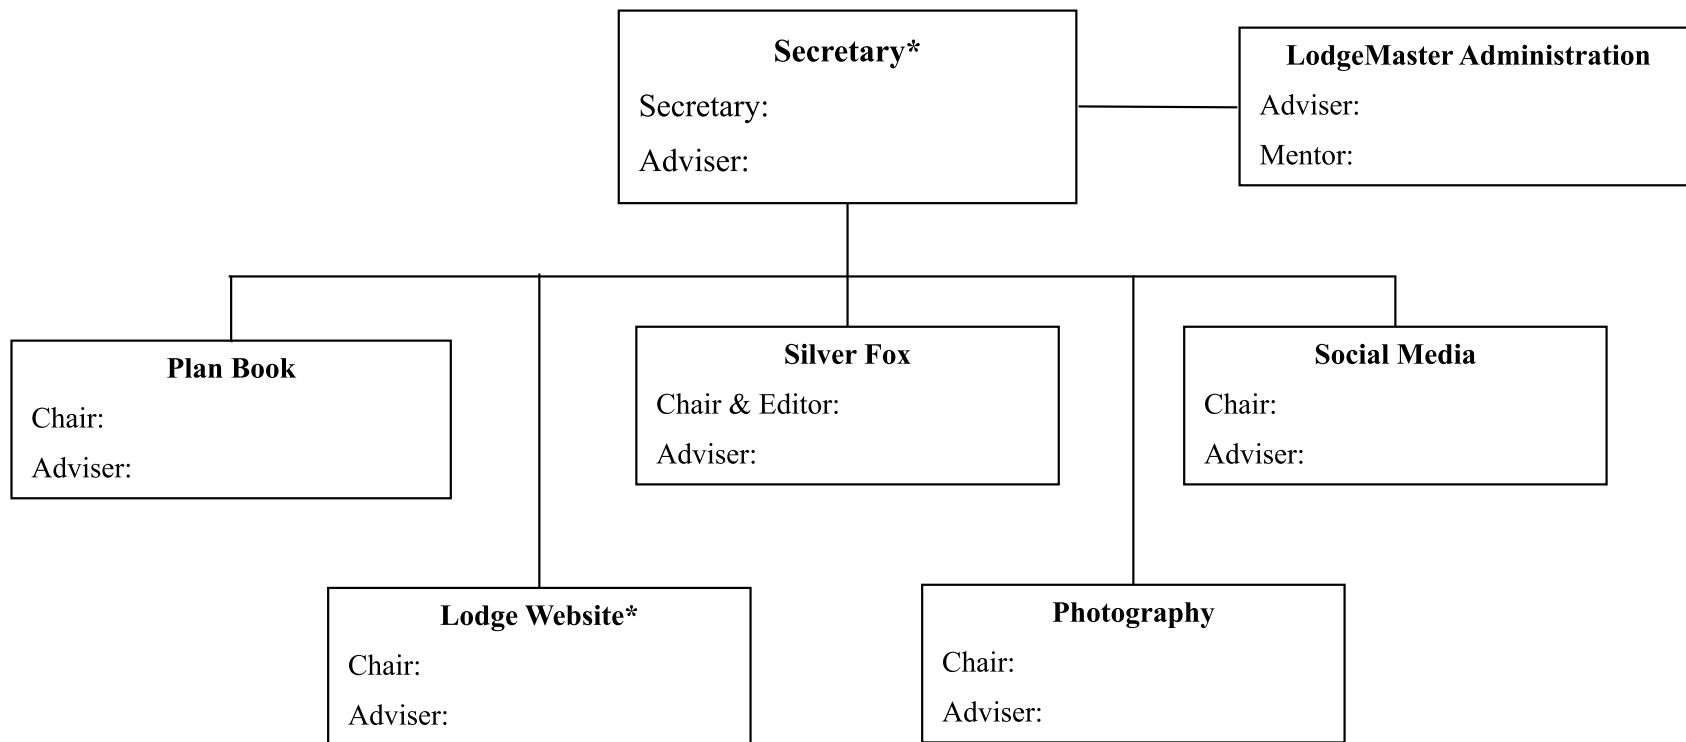 Secretary*
Secretary:
Adviser:
LodgeMaster Administration
Adviser:
Mentor:
Plan Book
Chair:
Adviser:
Silver Fox
Chair & Editor:
Adviser:
Social Media
Chair:
Adviser:
Lodge Website*
Chair:
Adviser:
Photography
Chair:
Adviser: